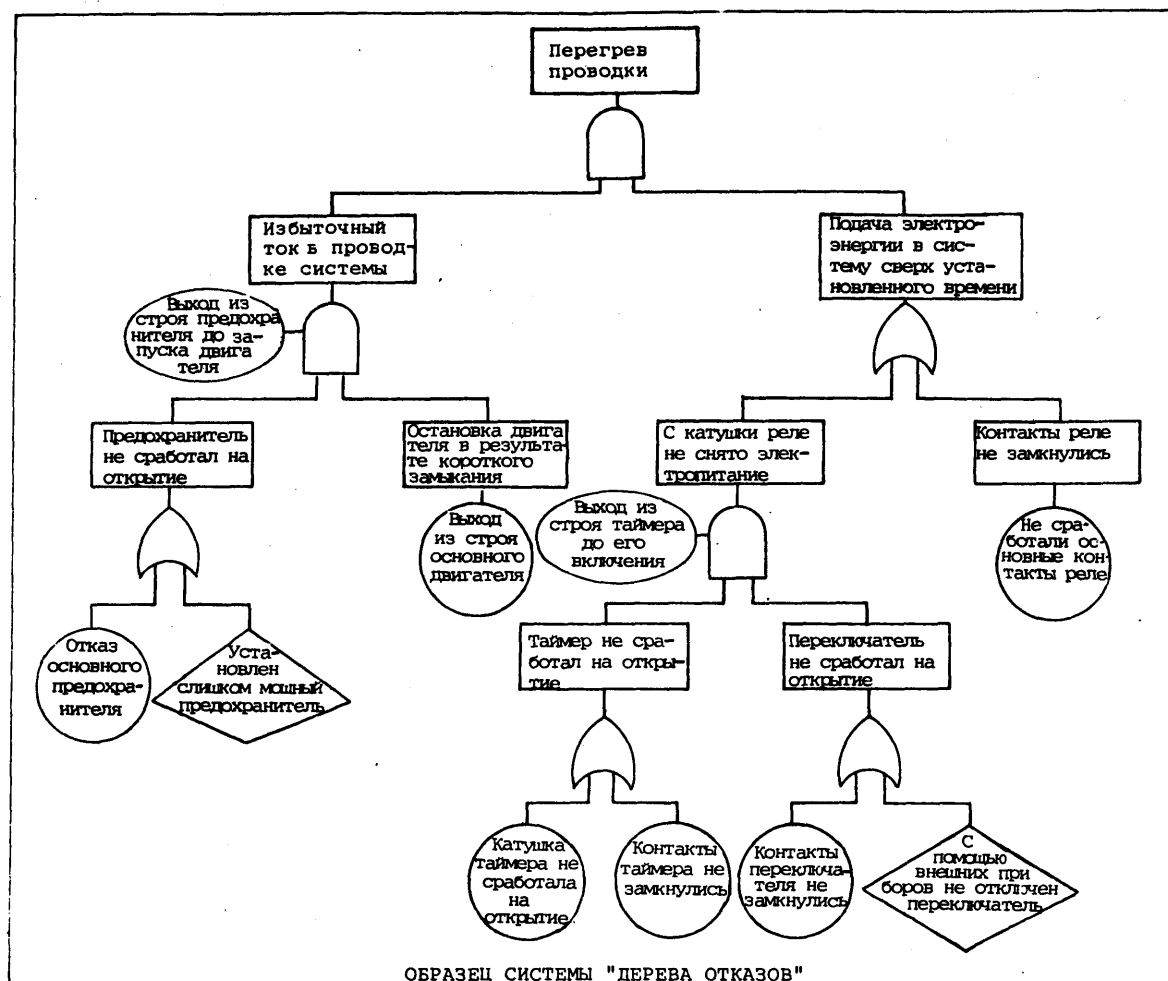 Перегрев
проводки
Избыточный
ток в провод-
ке системы
Подача электро-
энергии в сис-
тему сверх уста-
новленного времени
Выход из
строя предохра
нителя до за-
пуска двига
теля
Предохранитель
не сработал на
открытие
Остановка двига
теля в результа-
те короткого
замыкания
С катушки реле
не снято элек-
тропитание
Контакты реле
не замкнулись
Выход
из строя
основного
двигателя
Выход из
строя таймера
до его
включения
Не сра-
ботали ос-
новные кон-
такты реле
Отказ
основного
предохра-
нителя
Уста-
новлен
слишком мощный
предохранитель
Таймер не сра-
ботал на откры-
тие
Переключатель
не сработал на
открытие
Катушка
таймера не
сработала
на
открытие
Контакты
таймера не
замкнулись
Контакты
переключа-
теля не
замкнулись
С
помощью
внешних при
боров не отключен
переключатель
ОБРАЗЕЦ СИСТЕМЫ "ДЕРЕВА ОТКАЗОВ"